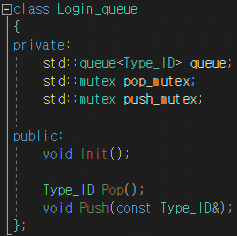 class Login_queue
{
private:
    std::queue<Type_ID> queue;
    std::mutex pop_mutex;
    std::mutex push_mutex;

public:
    void Init();

    Type_ID Pop();
    void Push(const Type_ID&);
};